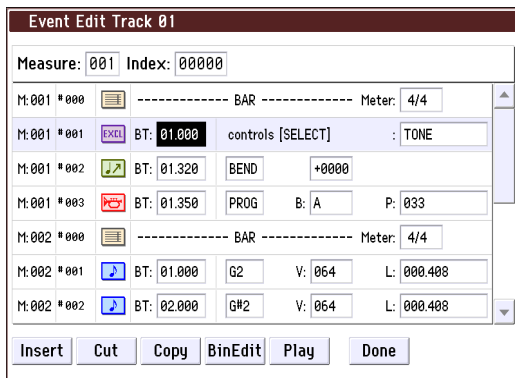 Event Edit Track 01
Measure: 001 Index: 00000
M:001 #000 ------------- BAR ------------- Meter: 4/4
M:001 #001 EXCL BT: 01.000 controls [SELECT] : TONE
M:001 #002 BT: 01.320 BEND +0000
M:001 #003 BT: 01.350 PROG B: A P: 033
M:002 #000 ------------- BAR ------------- Meter: 4/4
M:002 #001 BT: 01.000 G2 V: 064 L: 000.408
M:002 #002 BT: 02.000 G#2 V: 064 L: 000.408
Insert Cut Copy BinEdit Play Done